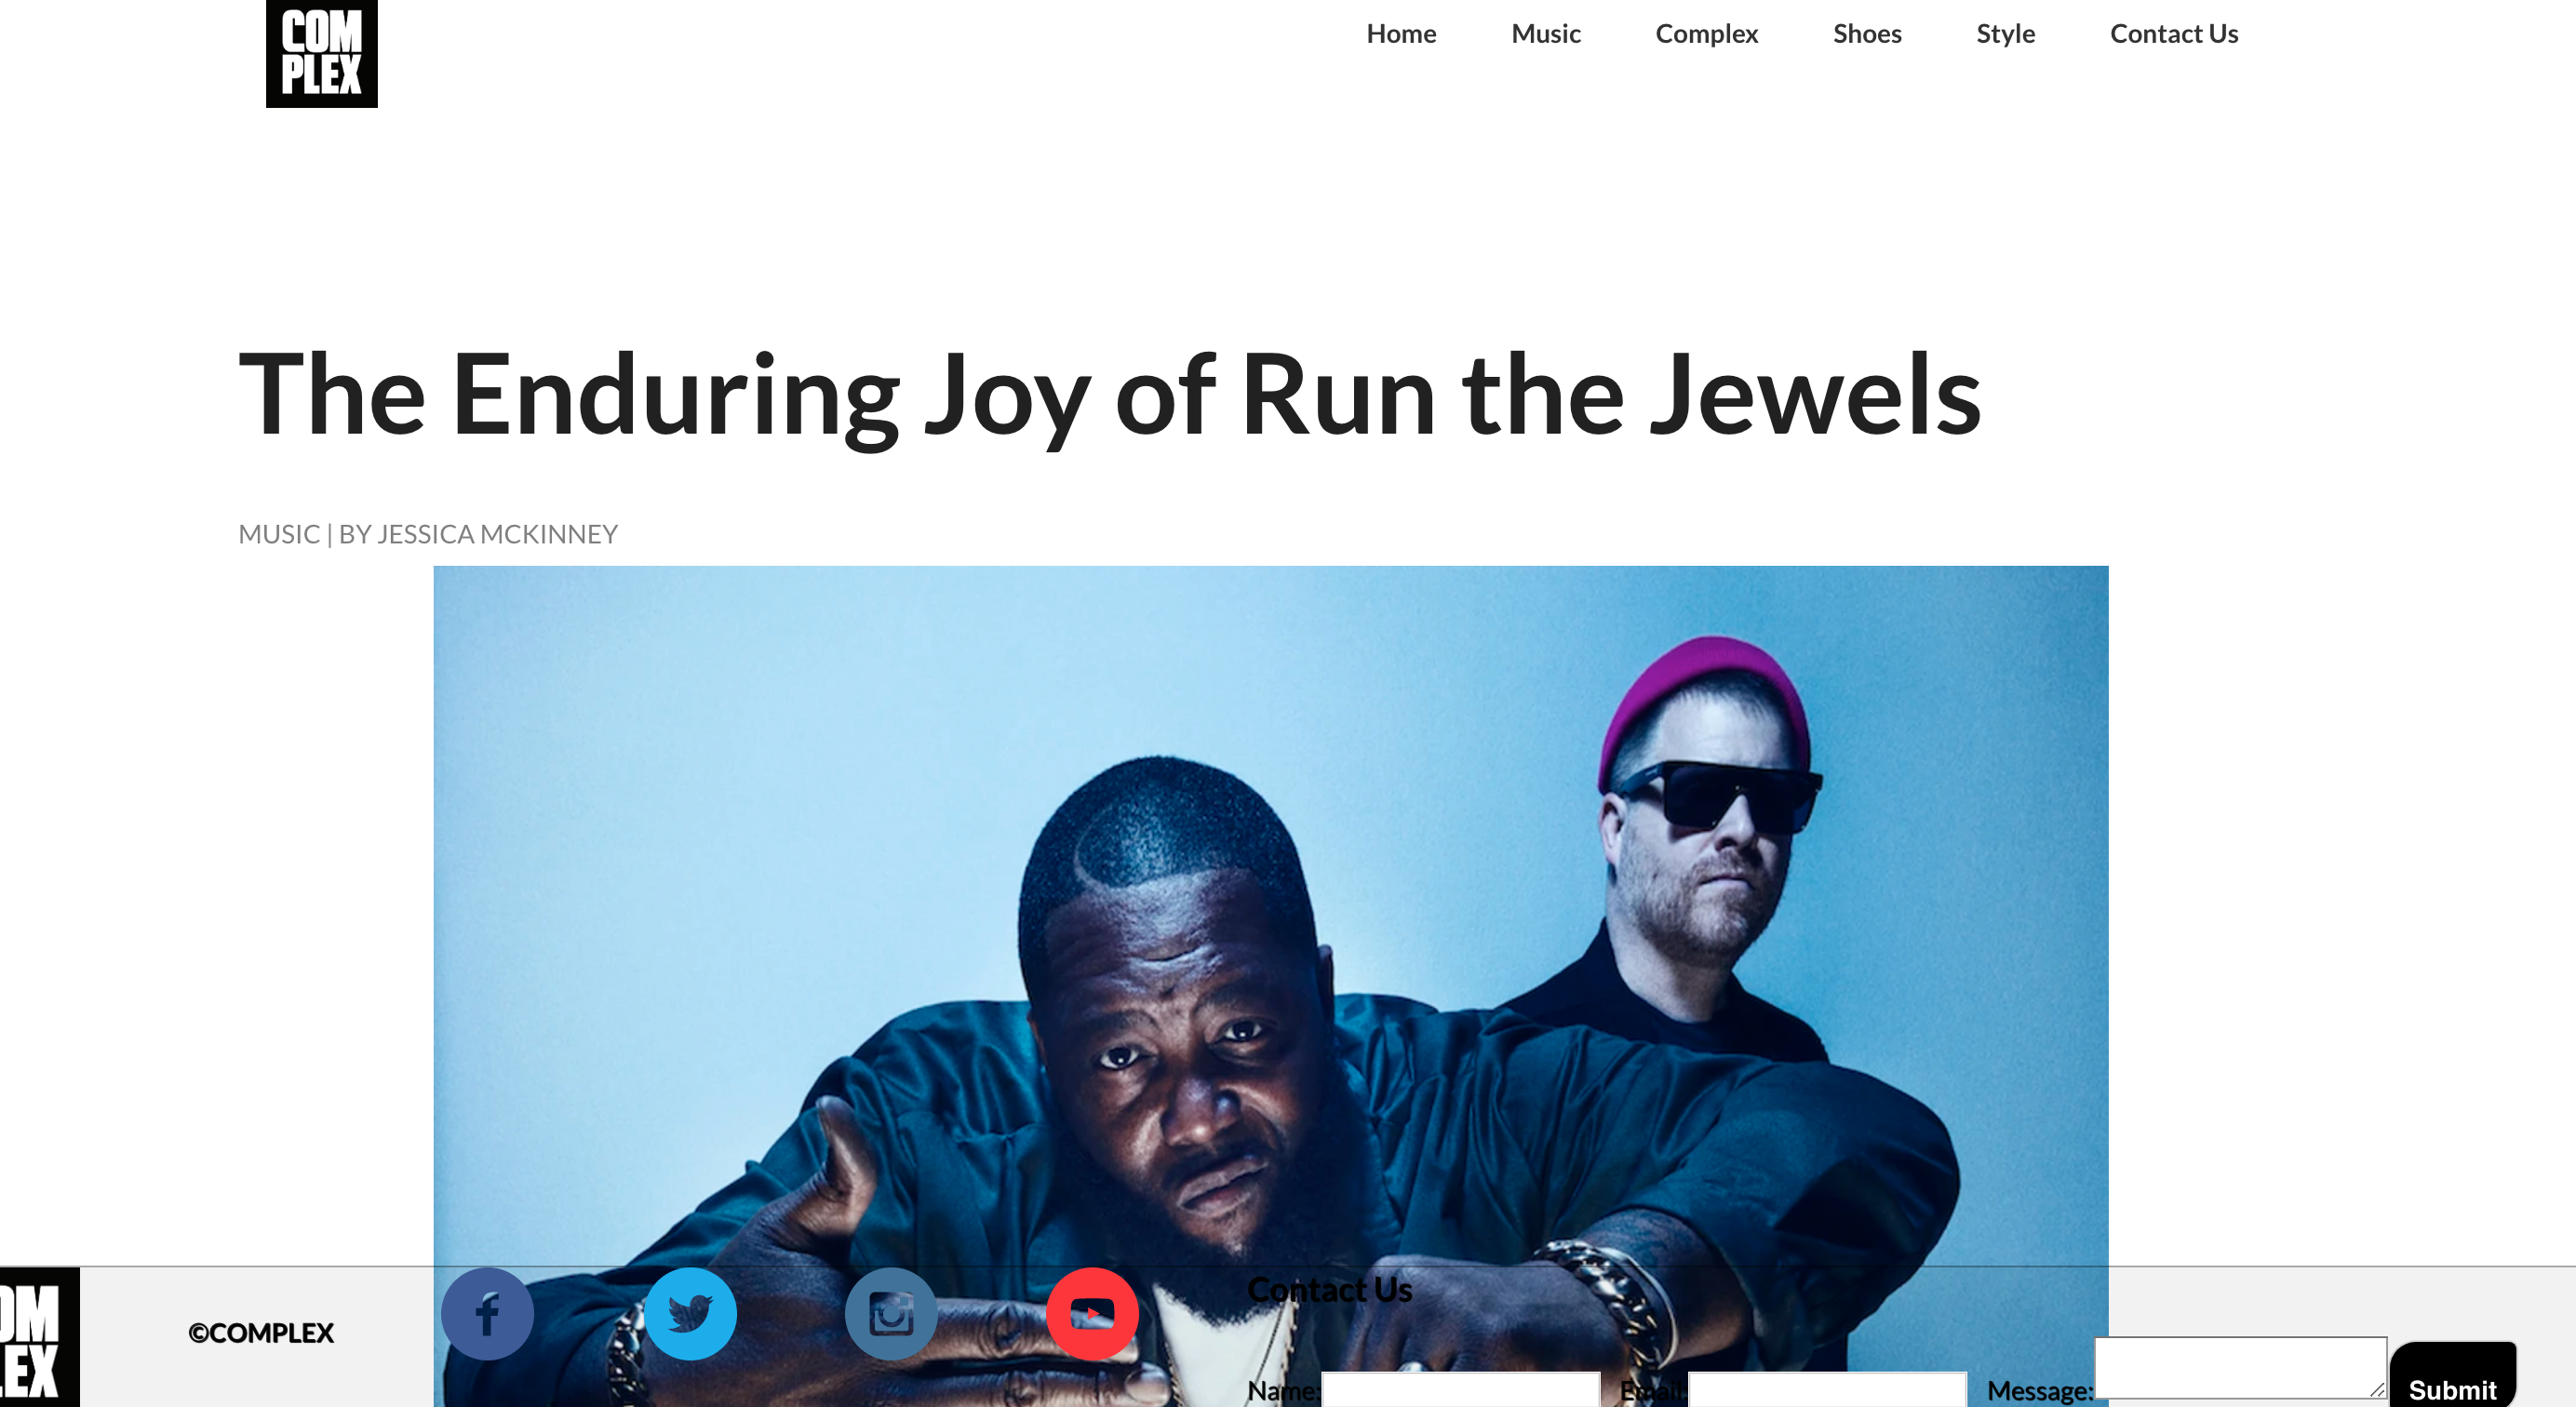 COM
PLEX
Home Music Complex Shoes Style Contact Us
The Enduring Joy of Run the Jewels
MUSIC | BY JESSICA MCKINNEY
OM
LEX
©COMPLEX
Contact Us
Name: Email Message: Submit